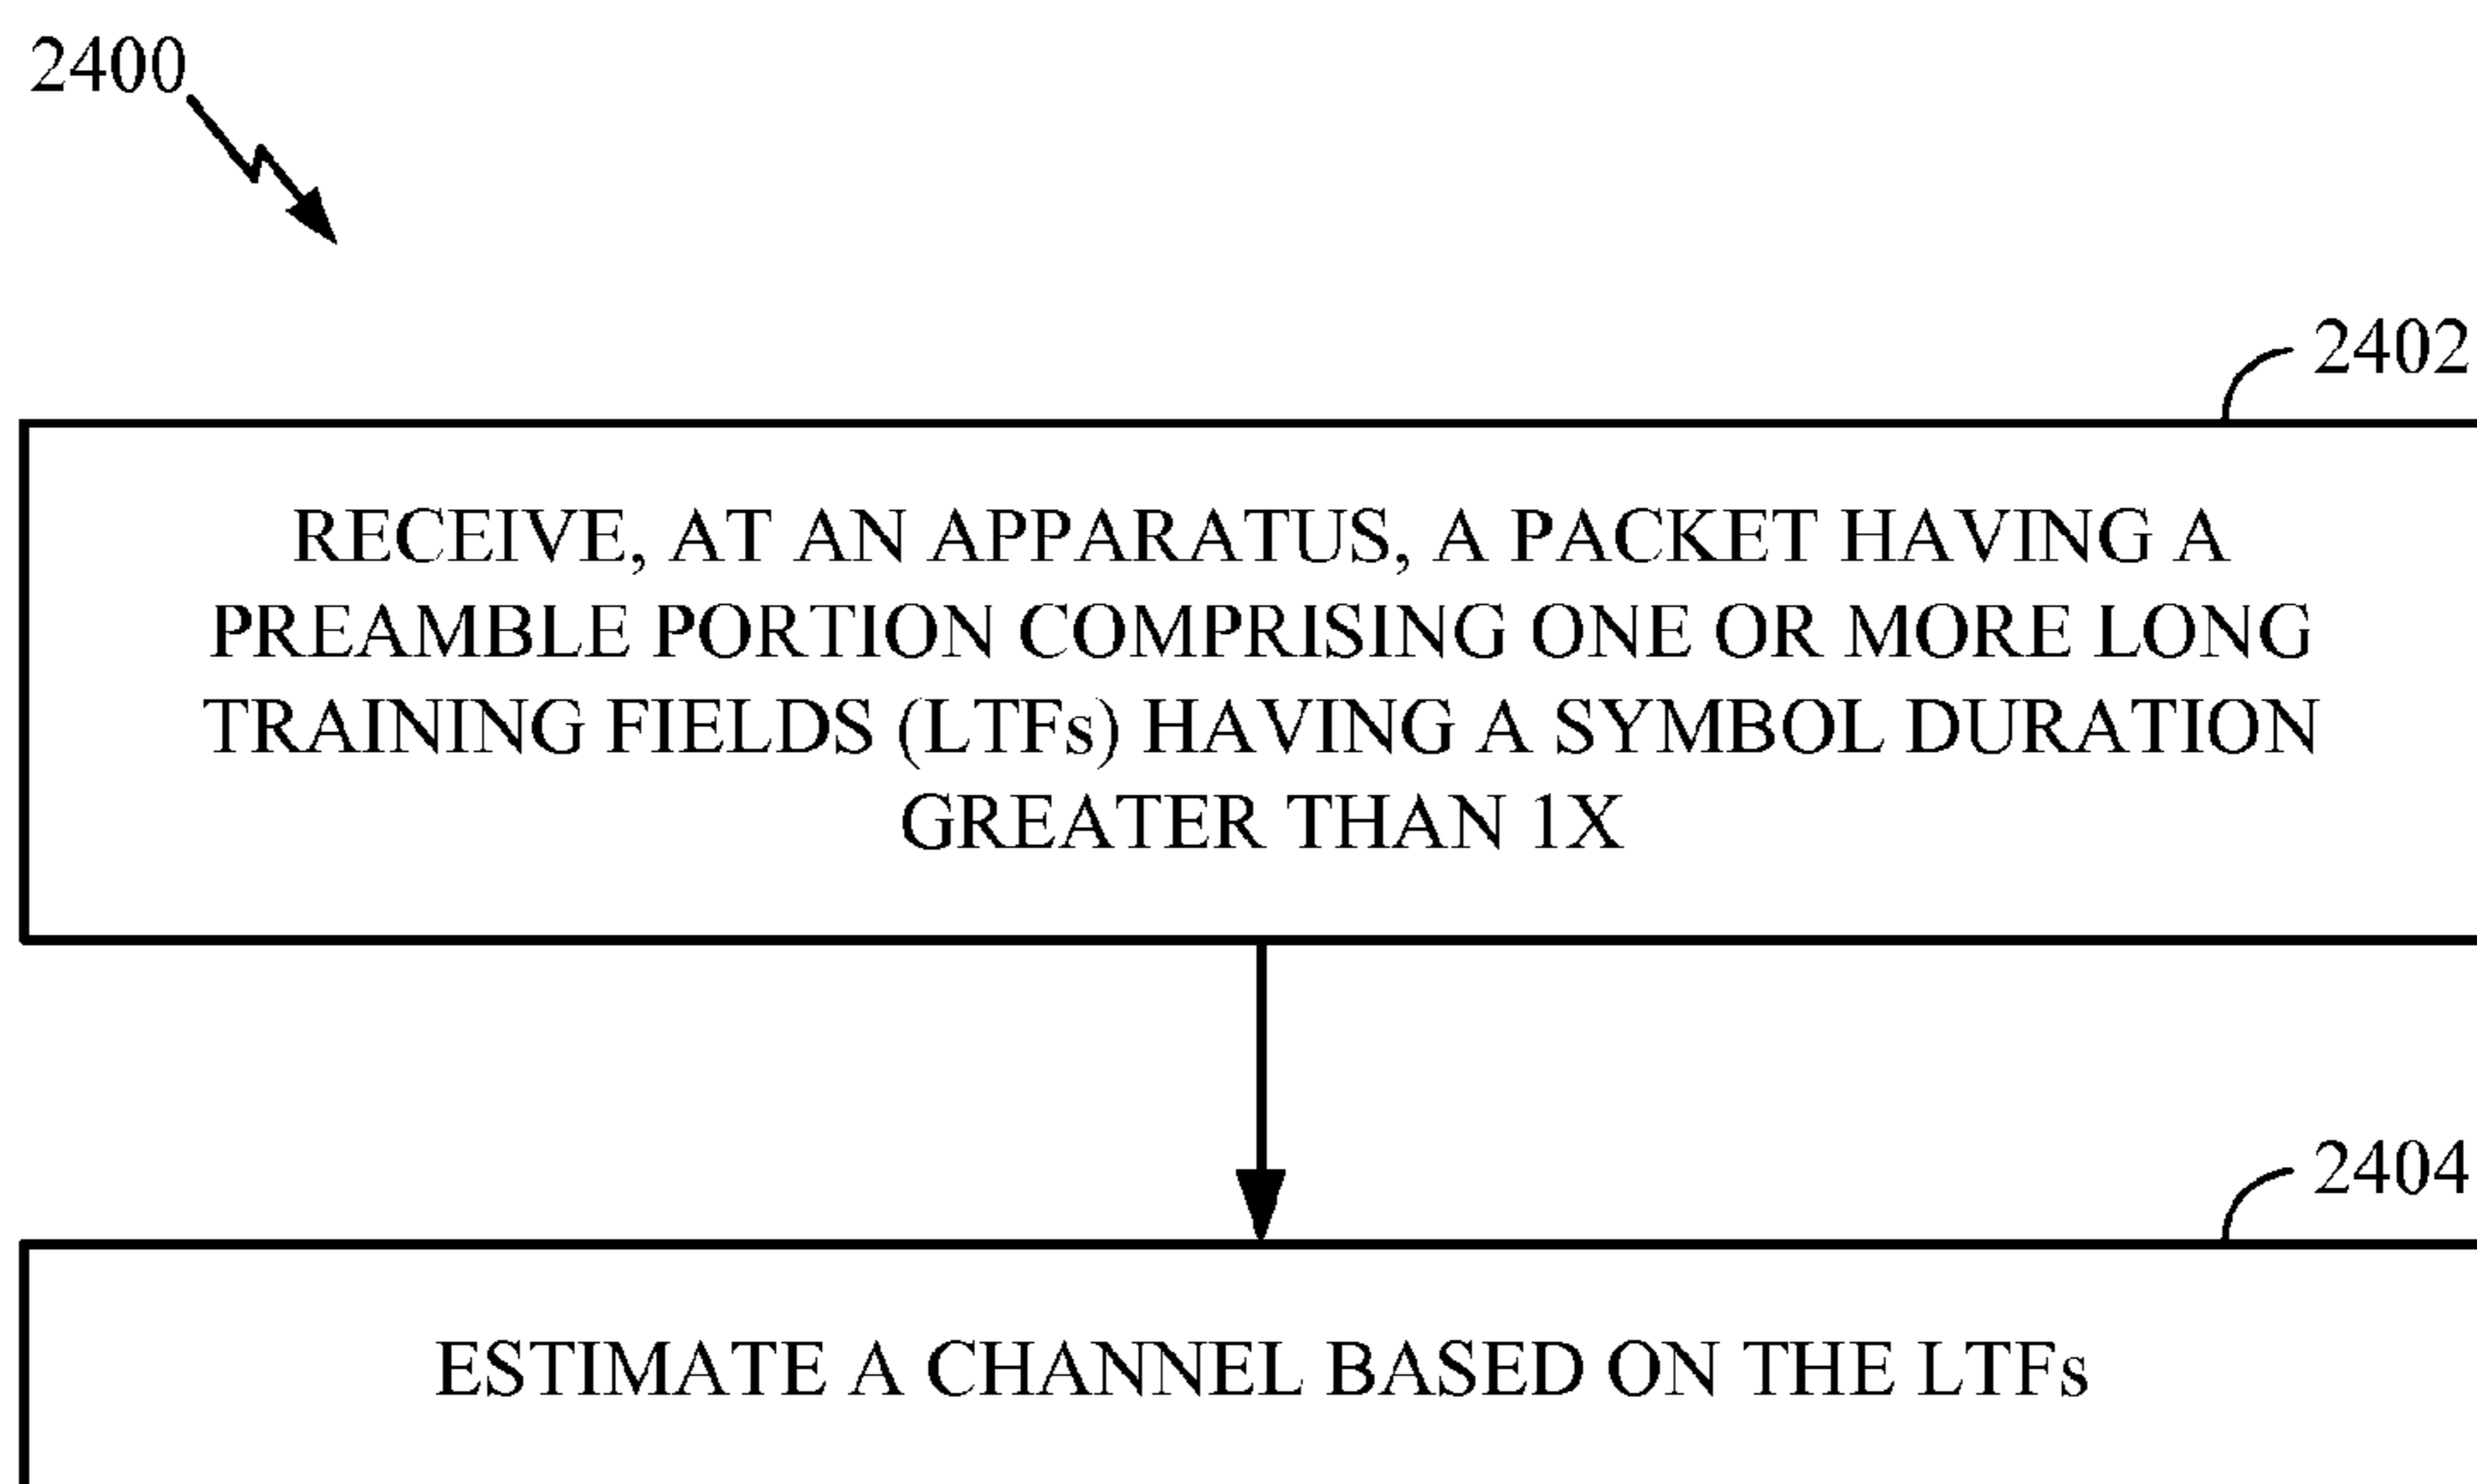 2400
2402
RECEIVE, AT AN APPARATUS, A PACKET HAVING A
PREAMBLE PORTION COMPRISING ONE OR MORE LONG
TRAINING FIELDS (LTFs) HAVING A SYMBOL DURATION
GREATER THAN 1X
2404
ESTIMATE A CHANNEL BASED ON THE LTFs